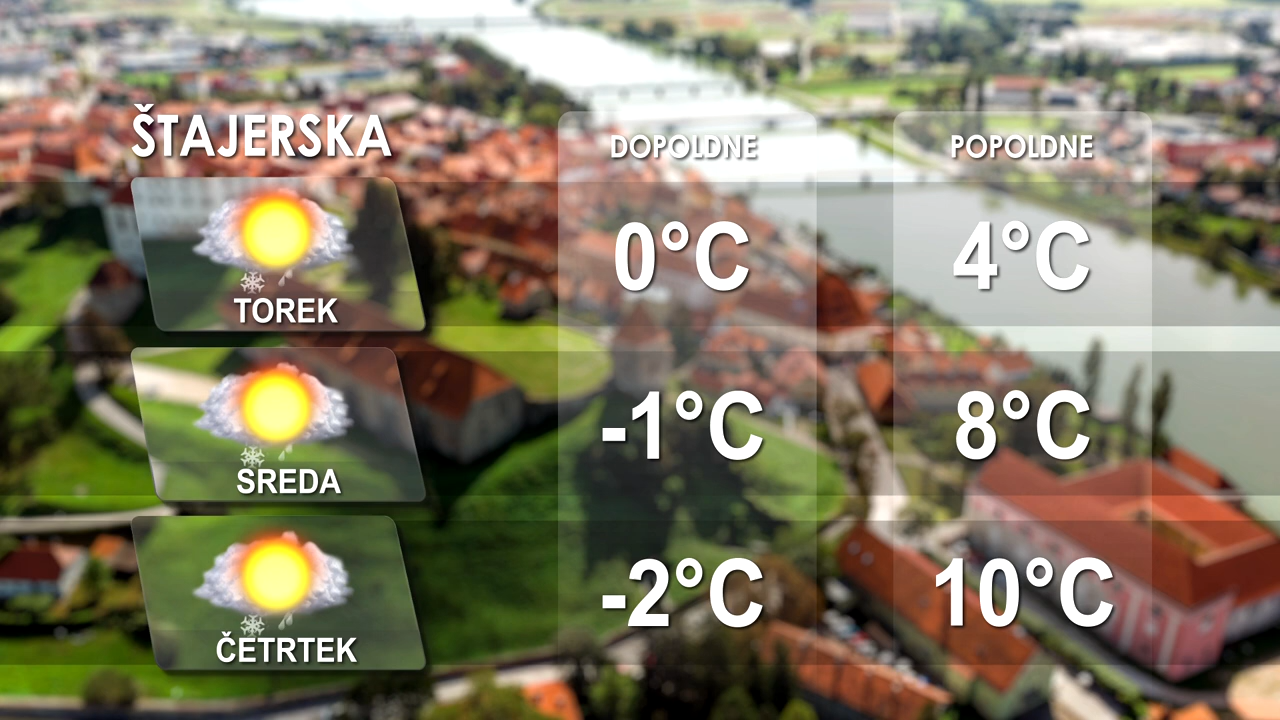 ŠTAJERSKA
DOPOLDNE POPOLDNE
TOREK 0°C 4°C
SREDA -1°C 8°C
ČETRTEK -2°C 10°C